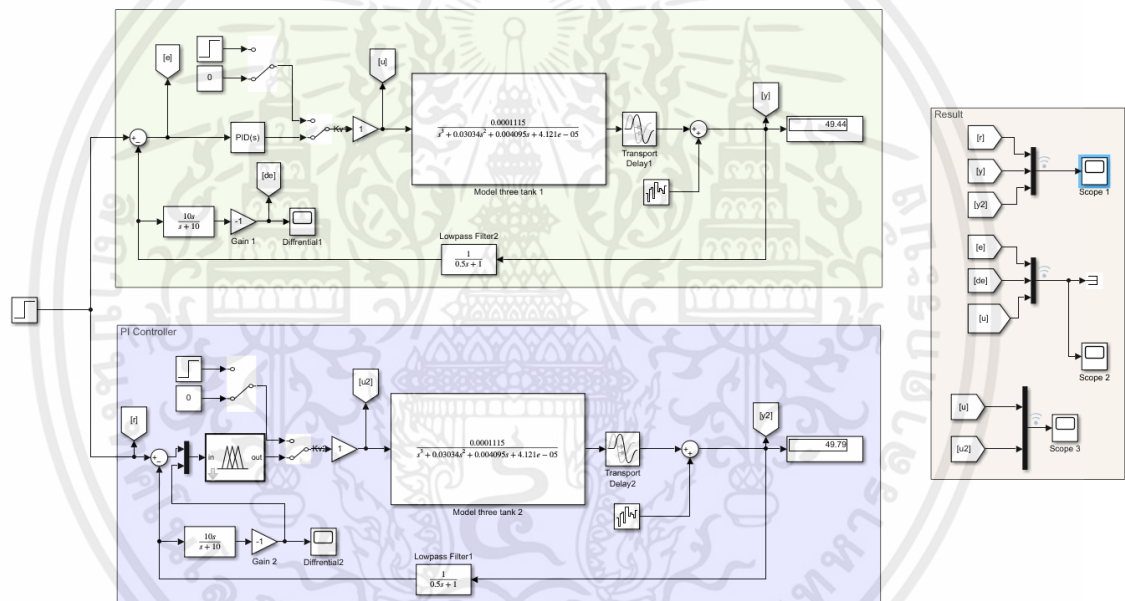 [e]
0
PID(s)
Kv
1
[u]
0.0001115
s³ + 0.03034s² + 0.004095s + 4.121e − 05
Model three tank 1
Transport
Delay1
[y]
49.44
[de]
10s
s + 10
-1
Gain 1
Diffrential1
Lowpass Filter2
1
0.5s + 1
PI Controller
[r]
0
in
out
1
[u2]
0.0001115
s³ + 0.03034s² + 0.004095s + 4.121e − 05
Model three tank 2
Transport
Delay2
[y2]
49.79
10s
s + 10
-1
Gain 2
Diffrential2
Lowpass Filter1
1
0.5s + 1
Result
[r]
[y]
[y2]
Scope 1
[e]
[de]
[u]
Scope 2
[u]
[u2]
Scope 3